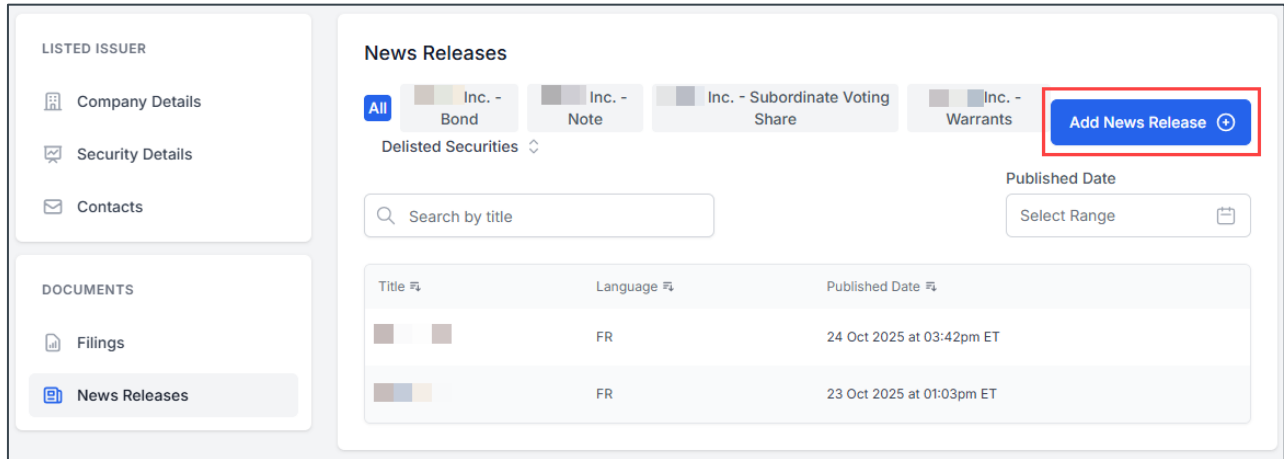 LISTED ISSUER
Company Details
Security Details
Contacts
DOCUMENTS
Filings
News Releases
News Releases
All
Inc. -
Bond
Inc. -
Note
Inc. - Subordinate Voting
Share
Inc. -
Warrants
Add News Release
Delisted Securities
Published Date
Search by title
Select Range
Title Language Published Date
FR 24 Oct 2025 at 03:42pm ET
FR 23 Oct 2025 at 01:03pm ET